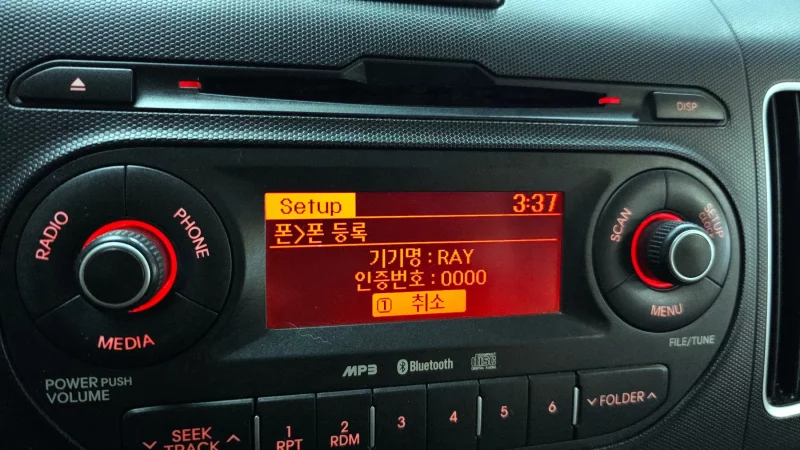 DISP
Setup 3:37
폰>폰 등록
기기명 : RAY
인증번호 : 0000
1 취소
RADIO
PHONE
MEDIA
POWER PUSH
VOLUME
SCAN
SETUP
CLOCK
MENU
FILE/TUNE
MP3 Bluetooth disc
SEEK
TRACK
1
RPT
2
RDM
3
4
5
6
FOLDER